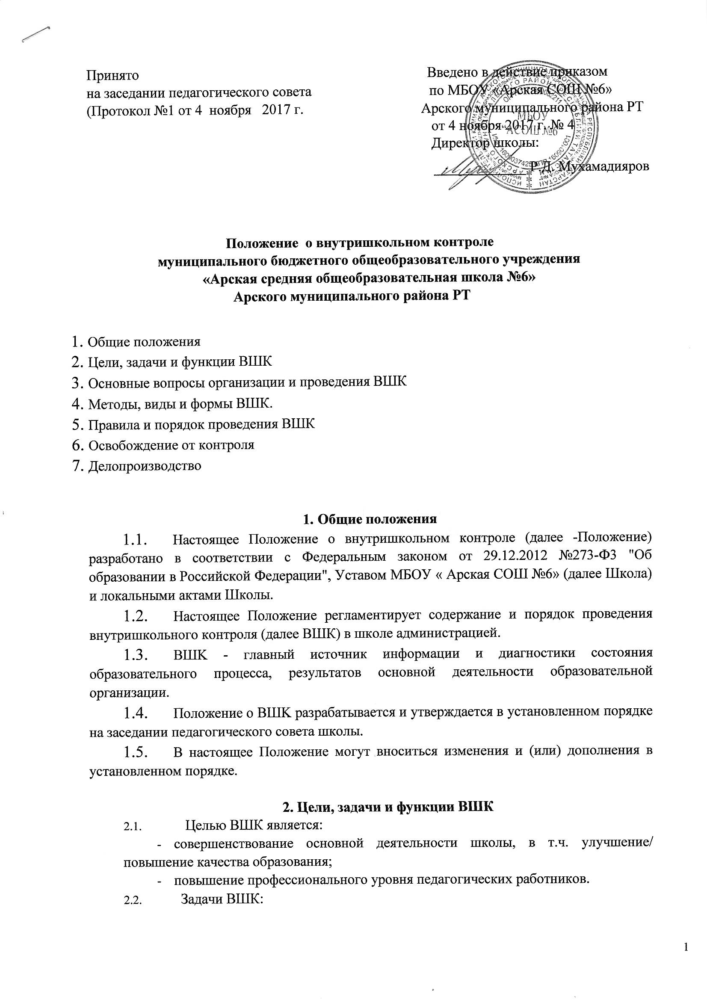 Принято
на заседании педагогического совета
(Протокол №1 от 4 ноября 2017 г.
Введено в действие приказом
по МБОУ «Арская СОШ №6»
Арского муниципального района РТ
от 4 ноября 2017 г. № 4
Директор школы:
Р.Д. Мухамадияров
МБОУ
"АСОШ №6"
Положение о внутришкольном контроле
муниципального бюджетного общеобразовательного учреждения
«Арская средняя общеобразовательная школа №6»
Арского муниципального района РТ
1. Общие положения
2. Цели, задачи и функции ВШК
3. Основные вопросы организации и проведения ВШК
4. Методы, виды и формы ВШК.
5. Правила и порядок проведения ВШК
6. Освобождение от контроля
7. Делопроизводство
1. Общие положения
1.1. Настоящее Положение о внутришкольном контроле (далее -Положение)
разработано в соответствии с Федеральным законом от 29.12.2012 №273-ФЗ "Об
образовании в Российской Федерации", Уставом МБОУ « Арская СОШ №6» (далее Школа)
и локальными актами Школы.
1.2. Настоящее Положение регламентирует содержание и порядок проведения
внутришкольного контроля (далее ВШК) в школе администрацией.
1.3. ВШК - главный источник информации и диагностики состояния
образовательного процесса, результатов основной деятельности образовательной
организации.
1.4. Положение о ВШК разрабатывается и утверждается в установленном порядке
на заседании педагогического совета школы.
1.5. В настоящее Положение могут вноситься изменения и (или) дополнения в
установленном порядке.
2. Цели, задачи и функции ВШК
2.1. Целью ВШК является:
- совершенствование основной деятельности школы, в т.ч. улучшение/
повышение качества образования;
- повышение профессионального уровня педагогических работников.
2.2. Задачи ВШК:
1